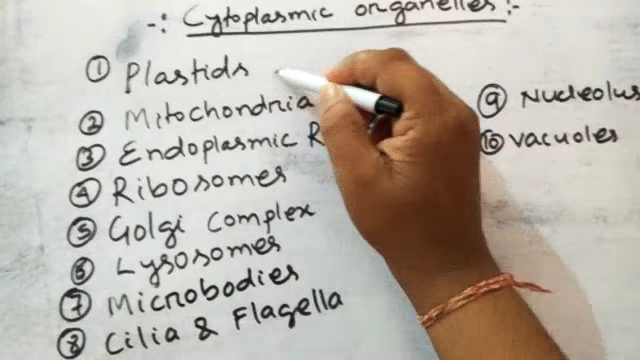 -: Cytoplasmic organelles :-
① Plastids
② Mitochondria
③ Endoplasmic R
④ Ribosomes
⑤ Golgi Complex
⑥ Lysosomes
⑦ Microbodies
⑧ Cilia & Flagella
⑨ Nucleolus
⑩ Vacuoles